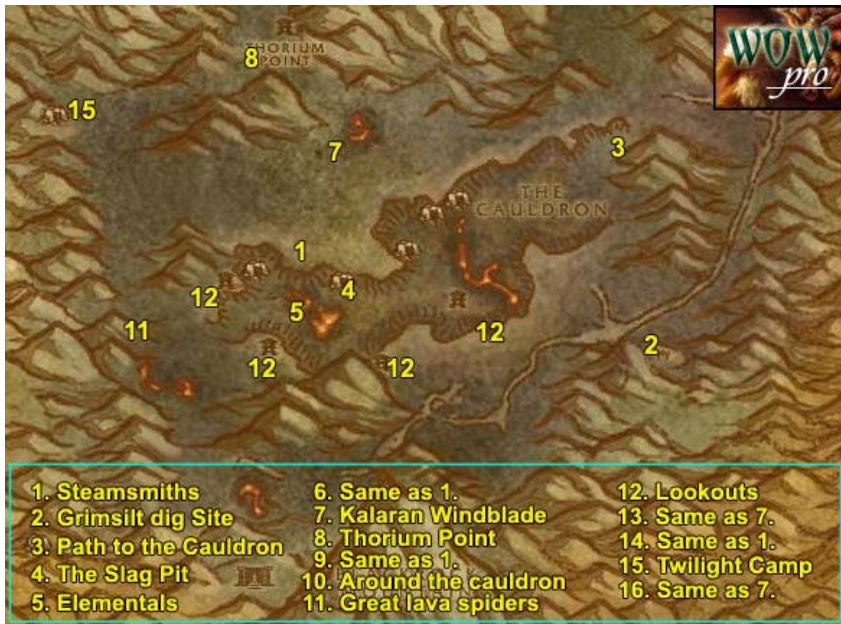 WOW
pro
8
THORIUM
POINT
15
7
3
THE
CAULDRON
1
12
4
5
11
12
12
12
2
1. Steamsmiths
2. Grimsilt dig Site
3. Path to the Cauldron
4. The Slag Pit
5. Elementals
6. Same as 1.
7. Kalaran Windblade
8. Thorium Point
9. Same as 1.
10. Around the cauldron
11. Great lava spiders
12. Lookouts
13. Same as 7.
14. Same as 1.
15. Twilight Camp
16. Same as 7.